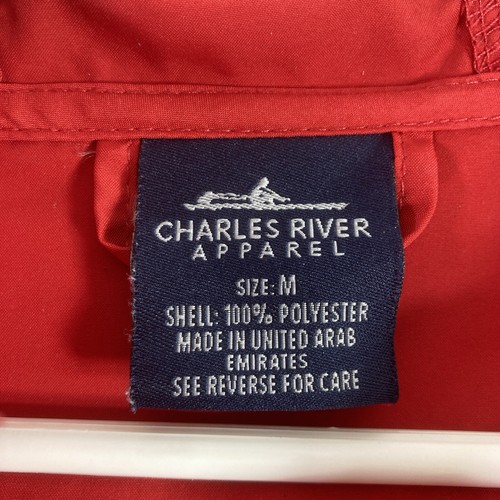 CHARLES RIVER
APPAREL
SIZE: M
SHELL: 100% POLYESTER
MADE IN UNITED ARAB
EMIRATES
SEE REVERSE FOR CARE